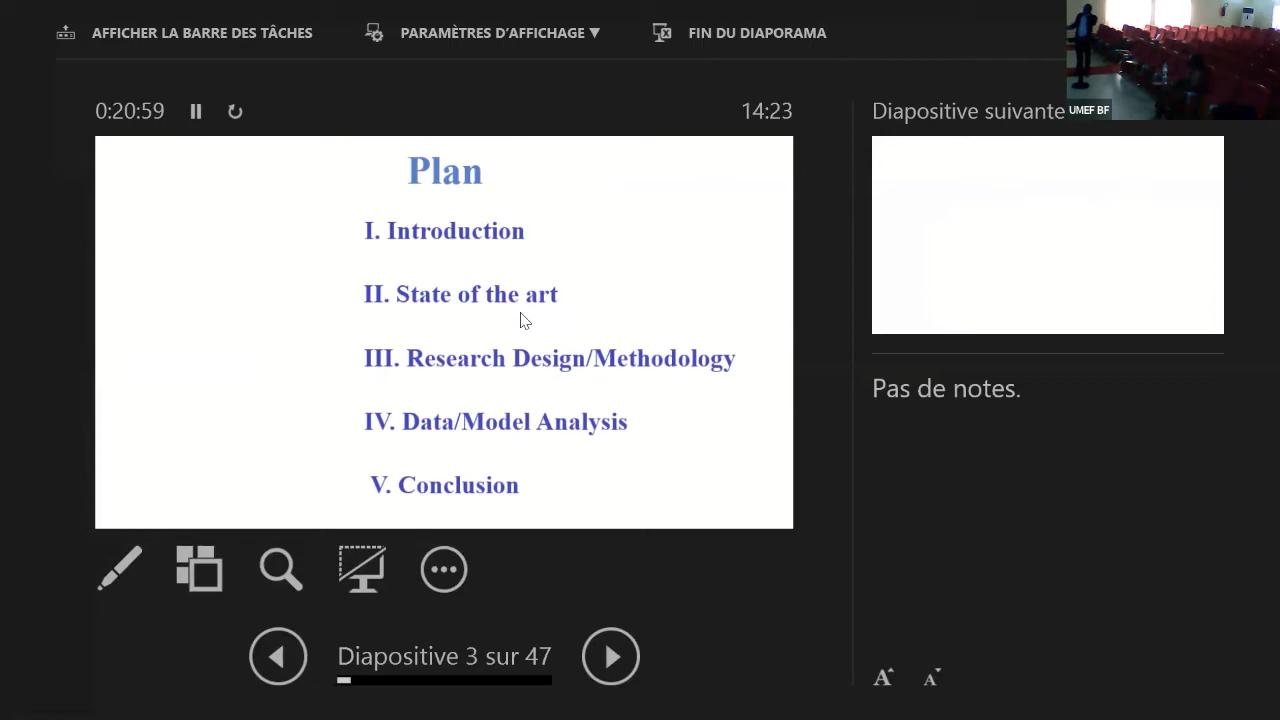 AFFICHER LA BARRE DES TÂCHES
PARAMÈTRES D'AFFICHAGE ▼
FIN DU DIAPORAMA
0:20:59
14:23
Plan
I. Introduction
II. State of the art
III. Research Design/Methodology
IV. Data/Model Analysis
V. Conclusion
Diapositive 3 sur 47
Diapositive suivante
UMEF BF
Pas de notes.
A A